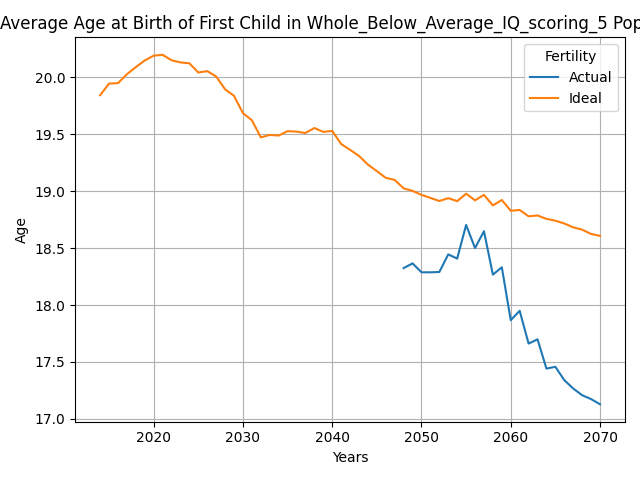 Average Age at Birth of First Child in Whole_Below_Average_IQ_scoring_5 Pop
Fertility
Actual
Ideal
20.0
19.5
19.0
18.5
18.0
17.5
17.0
Age
2020 2030 2040 2050 2060 2070
Years